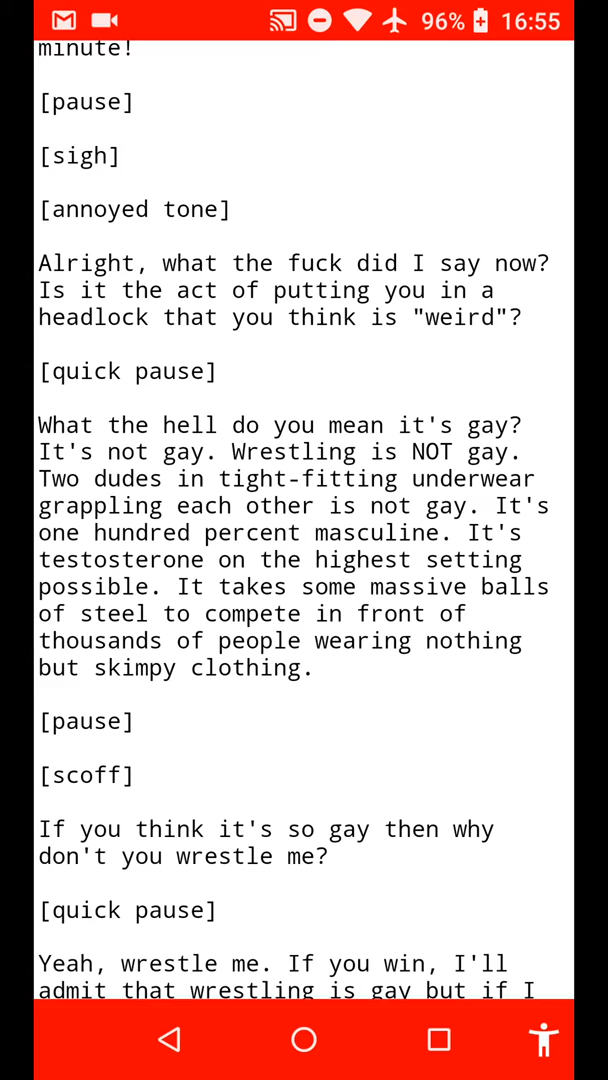 96% 16:55
minute!
[pause]
[sigh]
[annoyed tone]
Alright, what the fuck did I say now?
Is it the act of putting you in a
headlock that you think is "weird"?
[quick pause]
What the hell do you mean it's gay?
It's not gay. Wrestling is NOT gay.
Two dudes in tight-fitting underwear
grappling each other is not gay. It's
one hundred percent masculine. It's
testosterone on the highest setting
possible. It takes some massive balls
of steel to compete in front of
thousands of people wearing nothing
but skimpy clothing.
[pause]
[scoff]
If you think it's so gay then why
don't you wrestle me?
[quick pause]
Yeah, wrestle me. If you win, I'll
admit that wrestling is gay but if I